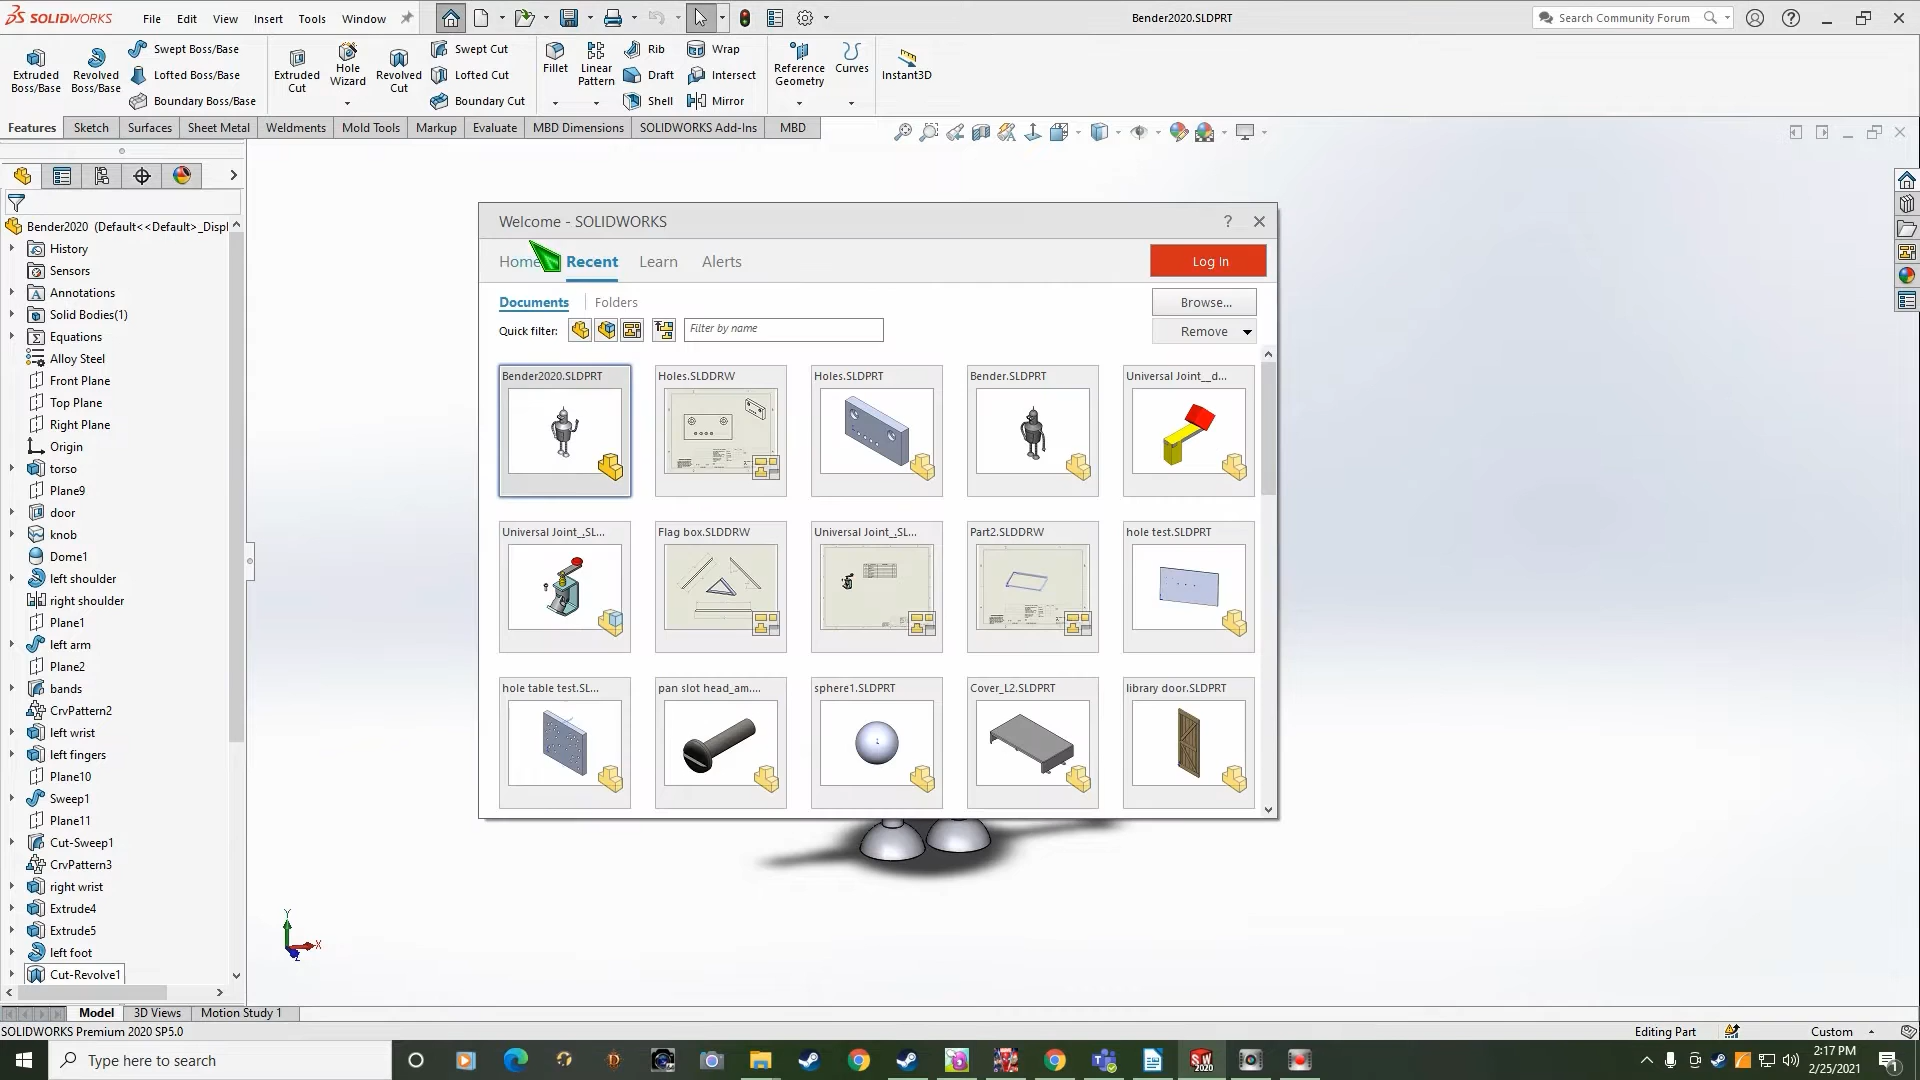 SOLIDWORKS
File Edit View Insert Tools Window
Bender2020.SLDPRT
Search Community Forum
Extruded Boss/Base
Revolved Boss/Base
Swept Boss/Base
Lofted Boss/Base
Boundary Boss/Base
Extruded Cut
Hole Wizard
Revolved Cut
Swept Cut
Lofted Cut
Boundary Cut
Fillet
Linear Pattern
Rib
Draft
Shell
Wrap
Intersect
Mirror
Reference Geometry
Curves
Instant3D
Features Sketch Surfaces Sheet Metal Weldments Mold Tools Markup Evaluate MBD Dimensions SOLIDWORKS Add-Ins MBD
Bender2020 (Default<<Default>_Displ
History
Sensors
Annotations
Solid Bodies(1)
Equations
Alloy Steel
Front Plane
Top Plane
Right Plane
Origin
torso
Plane9
door
knob
Dome1
left shoulder
right shoulder
Plane1
left arm
Plane2
bands
CrvPattern2
left wrist
left fingers
Plane10
Sweep1
Plane11
Cut-Sweep1
CrvPattern3
right wrist
Extrude4
Extrude5
left foot
Cut-Revolve1
Welcome - SOLIDWORKS
?
Home Recent Learn Alerts
Log In
Documents Folders
Browse...
Quick filter:
Filter by name
Remove
Bender2020.SLDPRT
Holes.SLDDRW
Holes.SLDPRT
Bender.SLDPRT
Universal Joint__d...
Universal Joint_.SL...
Flag box.SLDDRW
Universal Joint_.SL...
Part2.SLDDRW
hole test.SLDPRT
hole table test.SL...
pan slot head_am....
sphere1.SLDPRT
Cover_L2.SLDPRT
library door.SLDPRT
Y
X
Z
Model 3D Views Motion Study 1
SOLIDWORKS Premium 2020 SP5.0
Editing Part
Custom
Type here to search
SW
2020
2:17 PM
2/25/2021
1